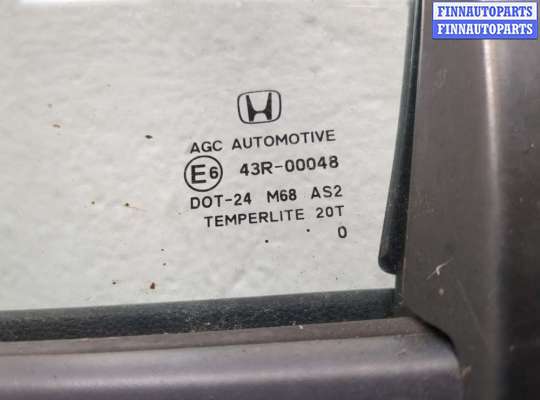 FINNAUTOPARTS
FINNAUTOPARTS
AGC AUTOMOTIVE
E6 43R-00048
DOT-24 M68 AS2
TEMPERLITE 20T
0